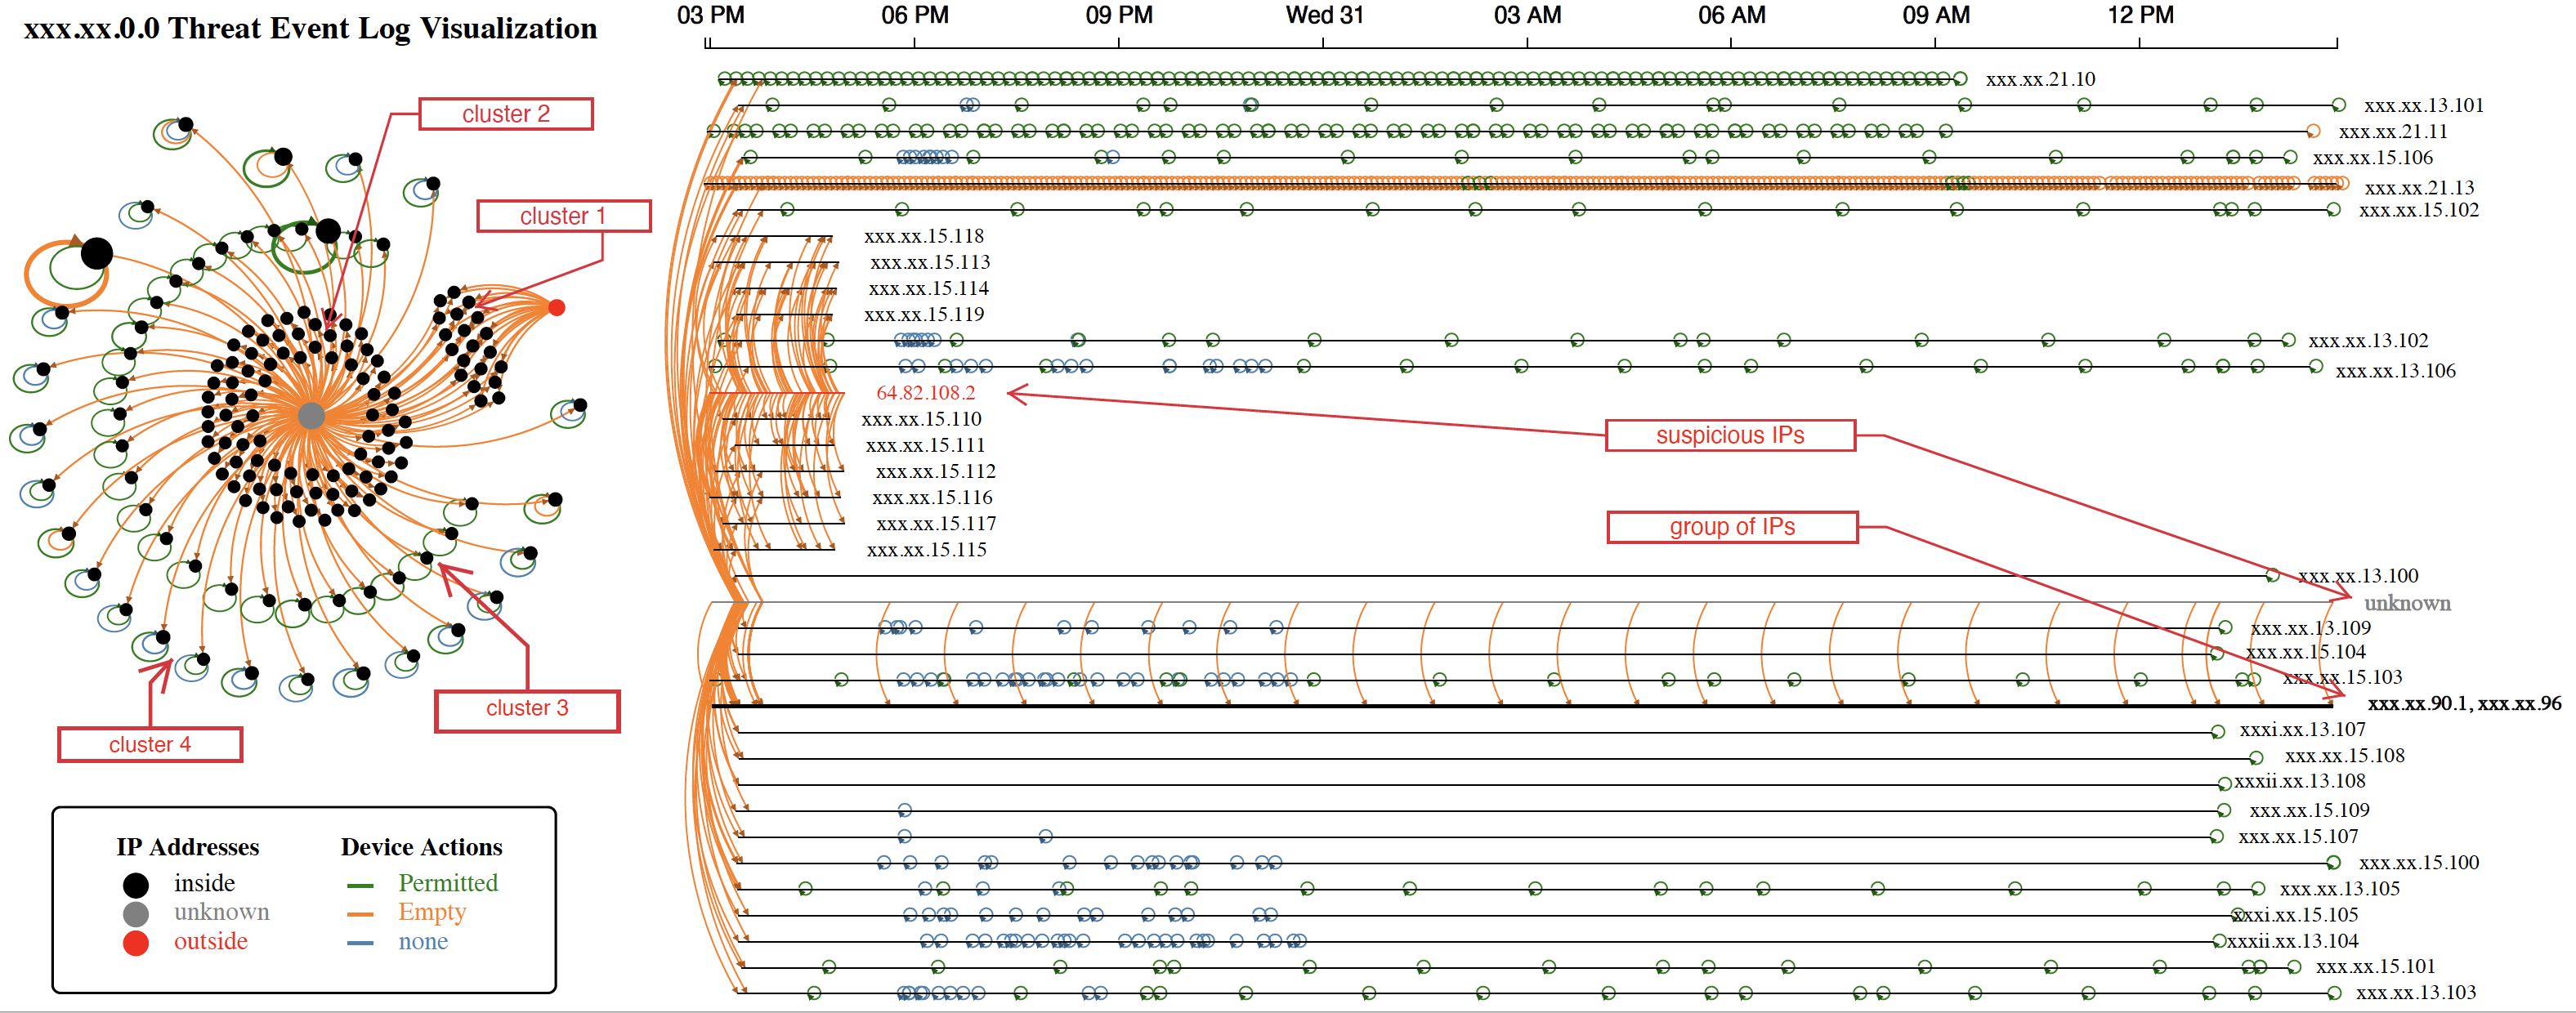 xxx.xx.0.0 Threat Event Log Visualization
cluster 2
cluster 1
cluster 3
cluster 4
IP Addresses
Device Actions
inside
Permitted
unknown
Empty
outside
none
03 PM
06 PM
09 PM
Wed 31
03 AM
06 AM
09 AM
12 PM
xxx.xx.21.10
xxx.xx.13.101
xxx.xx.21.11
xxx.xx.15.106
xxx.xx.21.13
xxx.xx.15.102
xxx.xx.15.118
xxx.xx.15.113
xxx.xx.15.114
xxx.xx.15.119
xxx.xx.13.102
xxx.xx.13.106
64.82.108.2
xxx.xx.15.110
suspicious IPs
xxx.xx.15.111
xxx.xx.15.112
xxx.xx.15.116
xxx.xx.15.117
group of IPs
xxx.xx.15.115
xxx.xx.13.100
unknown
xxx.xx.13.109
xxx.xx.15.104
xxx.xx.15.103
xxx.xx.90.1, xxx.xx.96
xxxi.xx.13.107
xxx.xx.15.108
xxxii.xx.13.108
xxx.xx.15.109
xxx.xx.15.107
xxx.xx.15.100
xxx.xx.13.105
xxxi.xx.15.105
xxxii.xx.13.104
xxx.xx.15.101
xxx.xx.13.103